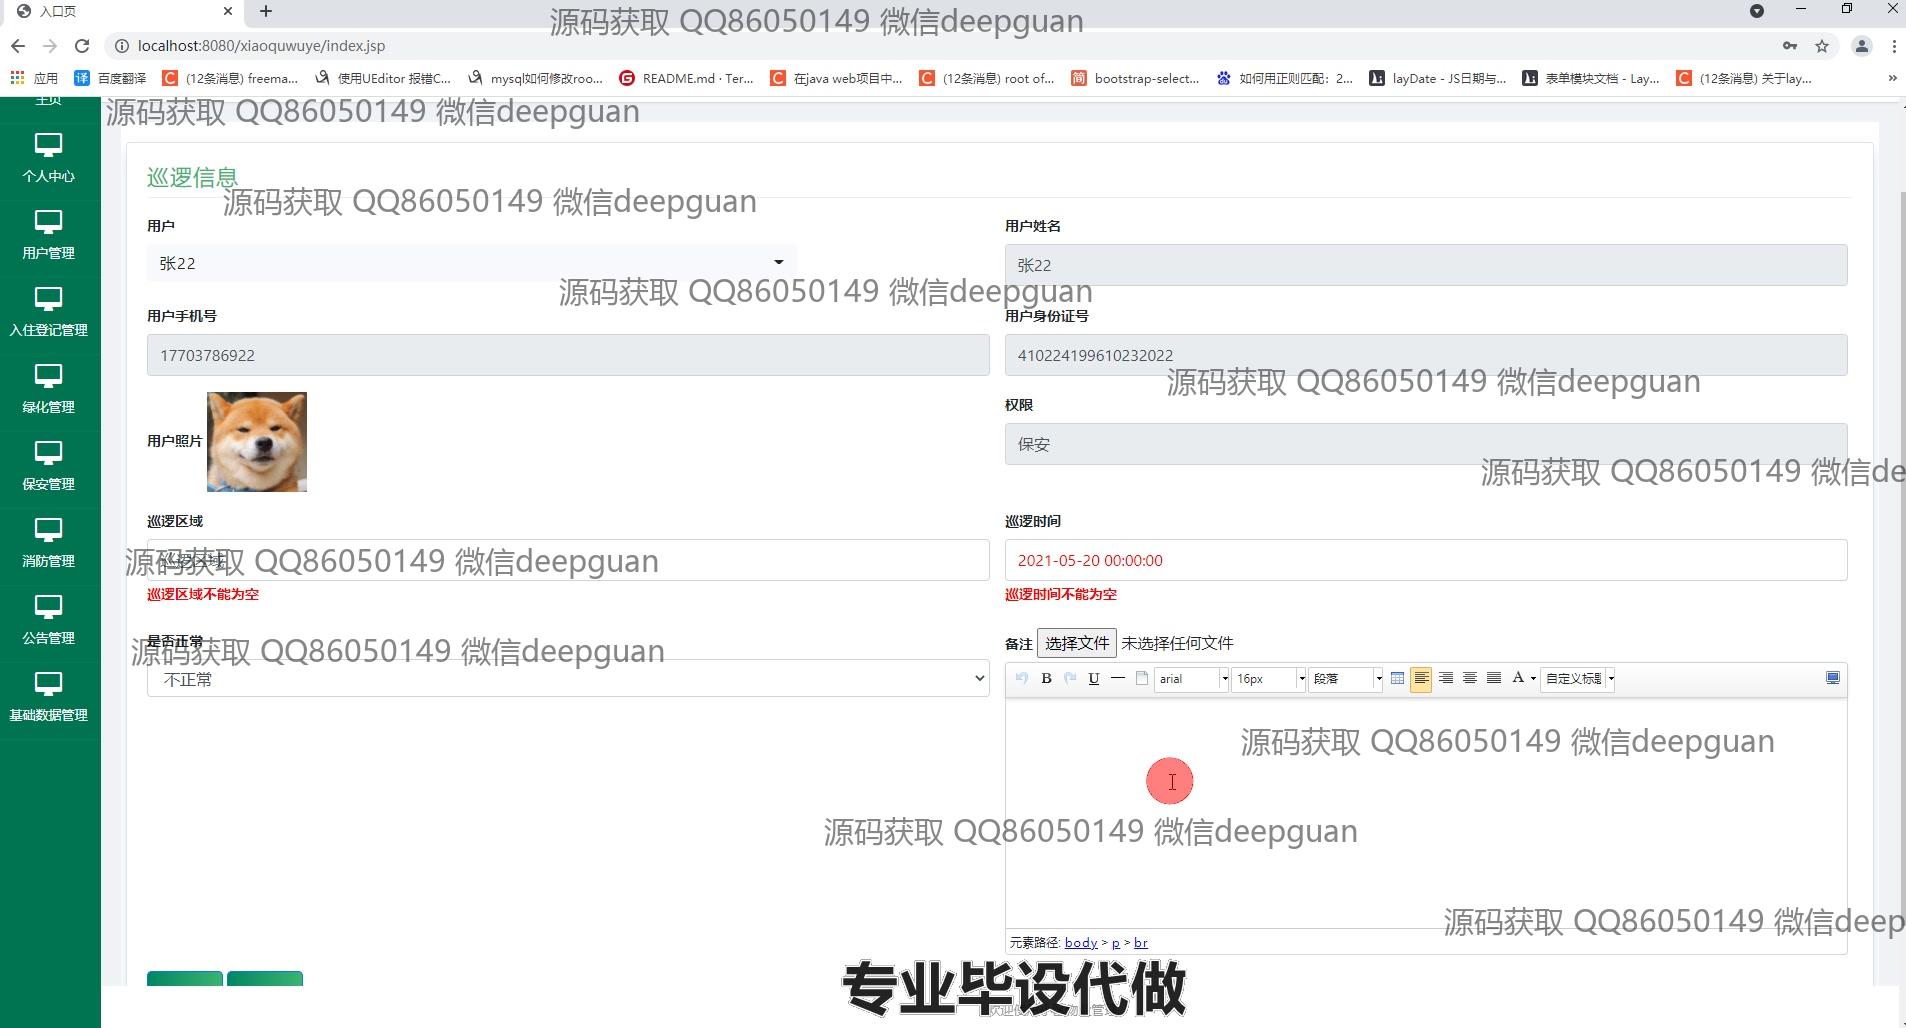 入口页
源码获取 QQ86050149 微信deepguan
localhost:8080/xiaoquwuye/index.jsp
应用 百度翻译 (12条消息) freema... 使用UEditor 报错C... mysql如何修改roo... README.md · Ter... 在java web项目中... (12条消息) root of... bootstrap-select... 如何用正则匹配：2... layDate - JS日期与... 表单模块文档 - Lay... (12条消息) 关于lay...
主页
源码获取 QQ86050149 微信deepguan
个人中心
巡逻信息
源码获取 QQ86050149 微信deepguan
用户 用户姓名
用户管理
张22 张22
源码获取 QQ86050149 微信deepguan
用户手机号 用户身份证号
入住登记管理
17703786922 410224199610232022
源码获取 QQ86050149 微信deepguan
绿化管理
权限
用户照片 保安
源码获取 QQ86050149 微信de
保安管理
巡逻区域 巡逻时间
消防管理
巡逻区域 2021-05-20 00:00:00
源码获取 QQ86050149 微信deepguan
巡逻区域不能为空 巡逻时间不能为空
公告管理
是否正常 备注 选择文件 未选择任何文件
源码获取 QQ86050149 微信deepguan
不正常 B U arial 16px 段落 A 自定义标题
基础数据管理
源码获取 QQ86050149 微信deepguan
源码获取 QQ86050149 微信deepguan
源码获取 QQ86050149 微信deep
元素路径: body > p > br
专业毕设代做